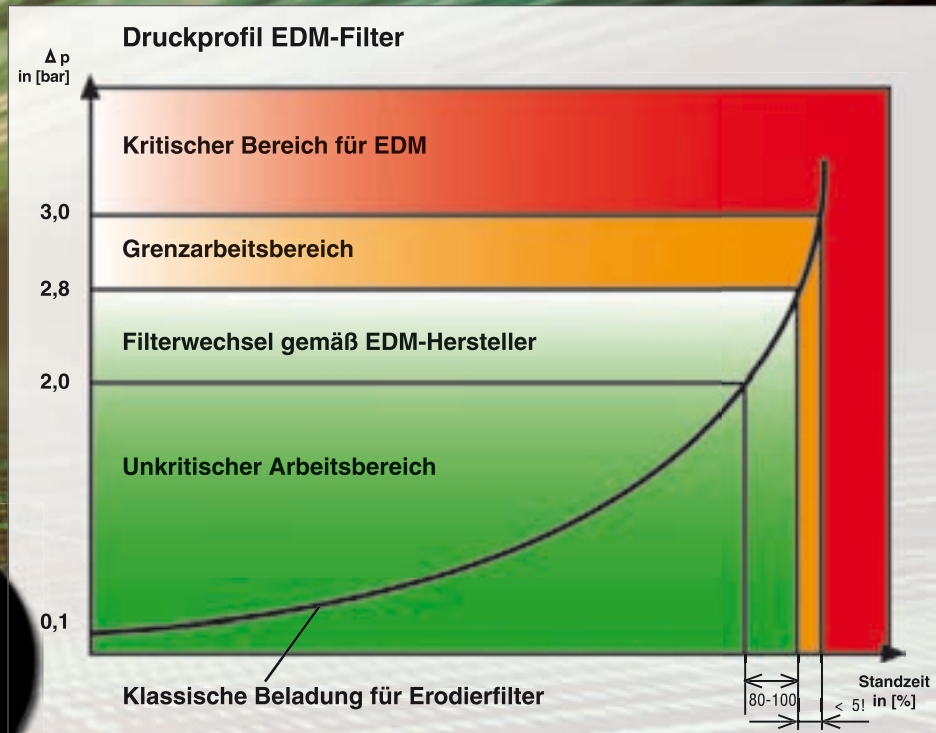 Druckprofil EDM-Filter
Δ p
in [bar]
Kritischer Bereich für EDM
3,0
Grenzarbeitsbereich
2,8
Filterwechsel gemäß EDM-Hersteller
2,0
Unkritischer Arbeitsbereich
0,1
Klassische Beladung für Erodierfilter
80-100
< 5!
Standzeit
in [%]